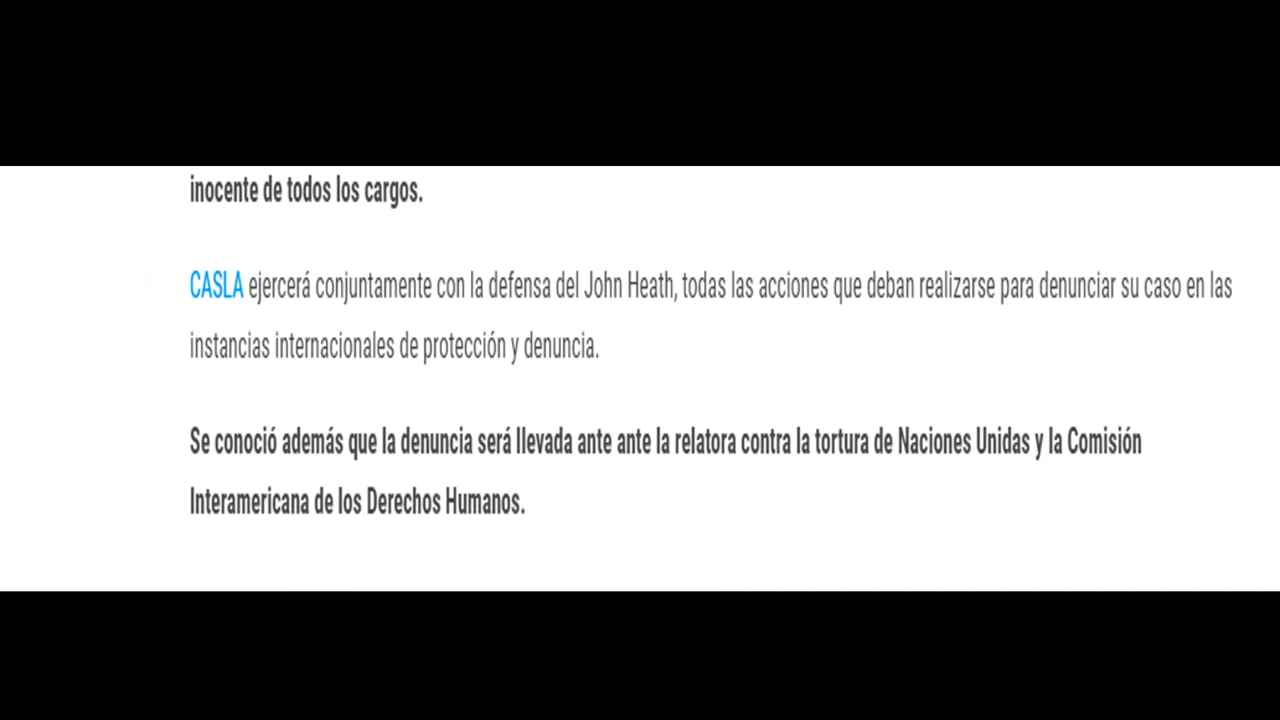 inocente de todos los cargos.
CASLA ejercerá conjuntamente con la defensa del John Heath, todas las acciones que deban realizarse para denunciar su caso en las
instancias internacionales de protección y denuncia.
Se conoció además que la denuncia será llevada ante ante la relatora contra la tortura de Naciones Unidas y la Comisión
Interamericana de los Derechos Humanos.